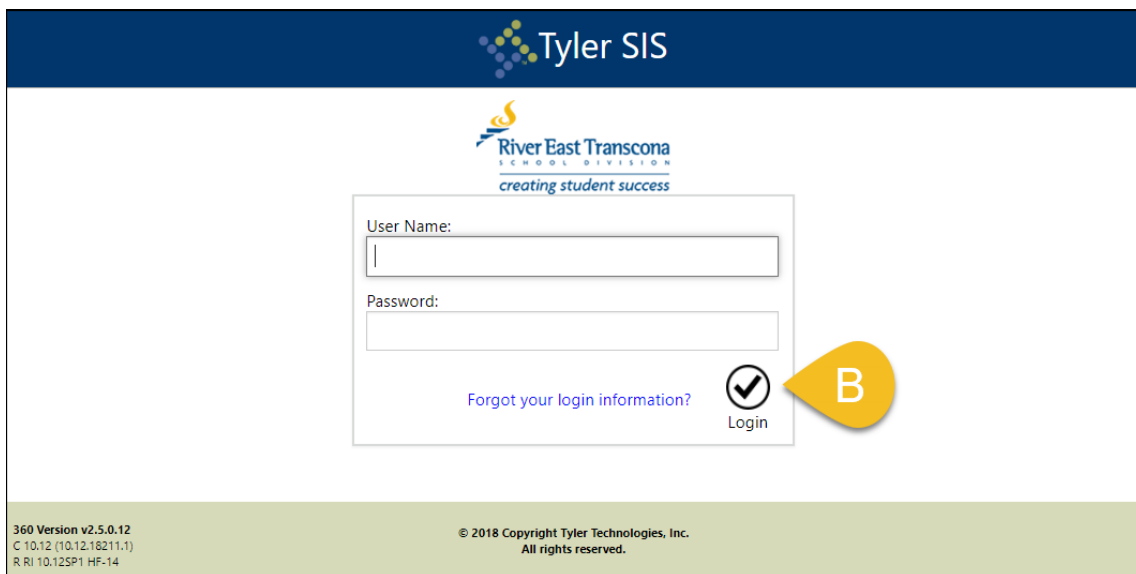 Tyler SIS
River East Transcona
SCHOOL DIVISION
creating student success
User Name:
Password:
Forgot your login information?
B
Login
360 Version v2.5.0.12
C 10.12 (10.12.18211.1)
R RI 10.12SP1 HF-14
© 2018 Copyright Tyler Technologies, Inc.
All rights reserved.